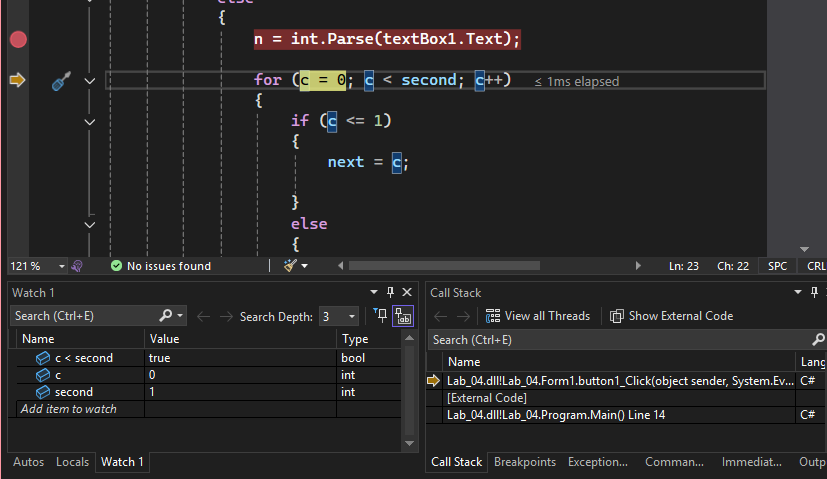 else
{
n = int.Parse(textBox1.Text);
for (c = 0; c < second; c++) ≤ 1ms elapsed
{
if (c <= 1)
{
next = c;
}
else
{
121 % No issues found Ln: 23 Ch: 22 SPC CRL
Watch 1
Search (Ctrl+E) Search Depth: 3
Name Value Type
c < second true bool
c 0 int
second 1 int
Add item to watch
Autos Locals Watch 1
Call Stack
View all Threads Show External Code
Search (Ctrl+E)
Name Lang
Lab_04.dll!Lab_04.Form1.button1_Click(object sender, System.Ev... C#
[External Code]
Lab_04.dll!Lab_04.Program.Main() Line 14 C#
Call Stack Breakpoints Exception... Comman... Immediat... Outp